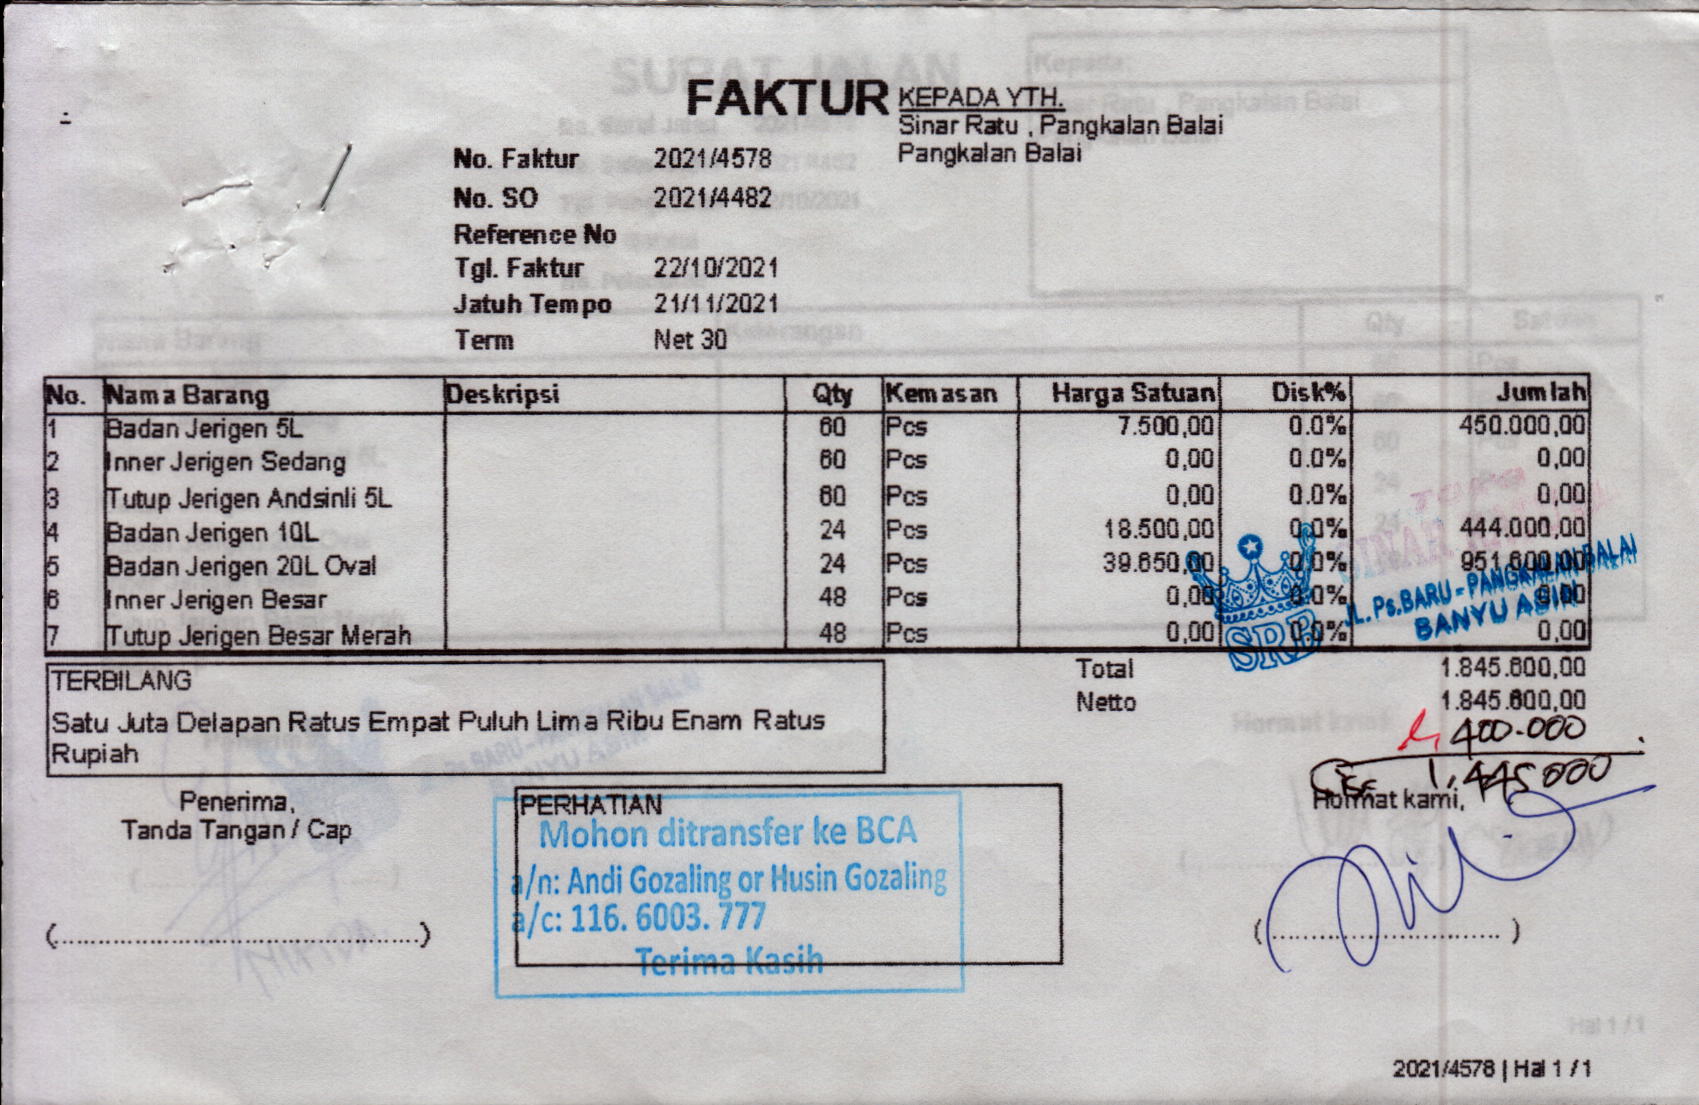 FAKTUR
KEPADA YTH.
Sinar Ratu , Pangkalan Balai
Pangkalan Balai
No. Faktur 2021/4578
No. SO 2021/4482
Reference No
Tgl. Faktur 22/10/2021
Jatuh Tempo 21/11/2021
Term Net 30
No. Nama Barang Deskripsi Qty Kemasan Harga Satuan Disk% Jumlah
1 Badan Jerigen 5L 60 Pcs 7.500,00 0.0% 450.000,00
2 Inner Jerigen Sedang 60 Pcs 0,00 0.0% 0,00
3 Tutup Jerigen Andsinli 5L 60 Pcs 0,00 0.0% 0,00
4 Badan Jerigen 10L 24 Pcs 18.500,00 0.0% 444.000,00
5 Badan Jerigen 20L Oval 24 Pcs 39.650,00 0.0% 951.600,00
6 Inner Jerigen Besar 48 Pcs 0,00 0.0% 0,00
7 Tutup Jerigen Besar Merah 48 Pcs 0,00 0.0% 0,00
SRB
JL. Ps.BARU - PANGKALAN BALAI
BANYU ASIN
Total 1.845.600,00
Netto 1.845.600,00
400.000
1.445 000
TERBILANG
Satu Juta Delapan Ratus Empat Puluh Lima Ribu Enam Ratus
Rupiah
Penerima,
Tanda Tangan / Cap
(..........................................)
PERHATIAN
Mohon ditransfer ke BCA
a/n: Andi Gozaling or Husin Gozaling
a/c: 116. 6003. 777
Terima Kasih
Hormat kami,
(..............................)
2021/4578 | Hal 1 / 1